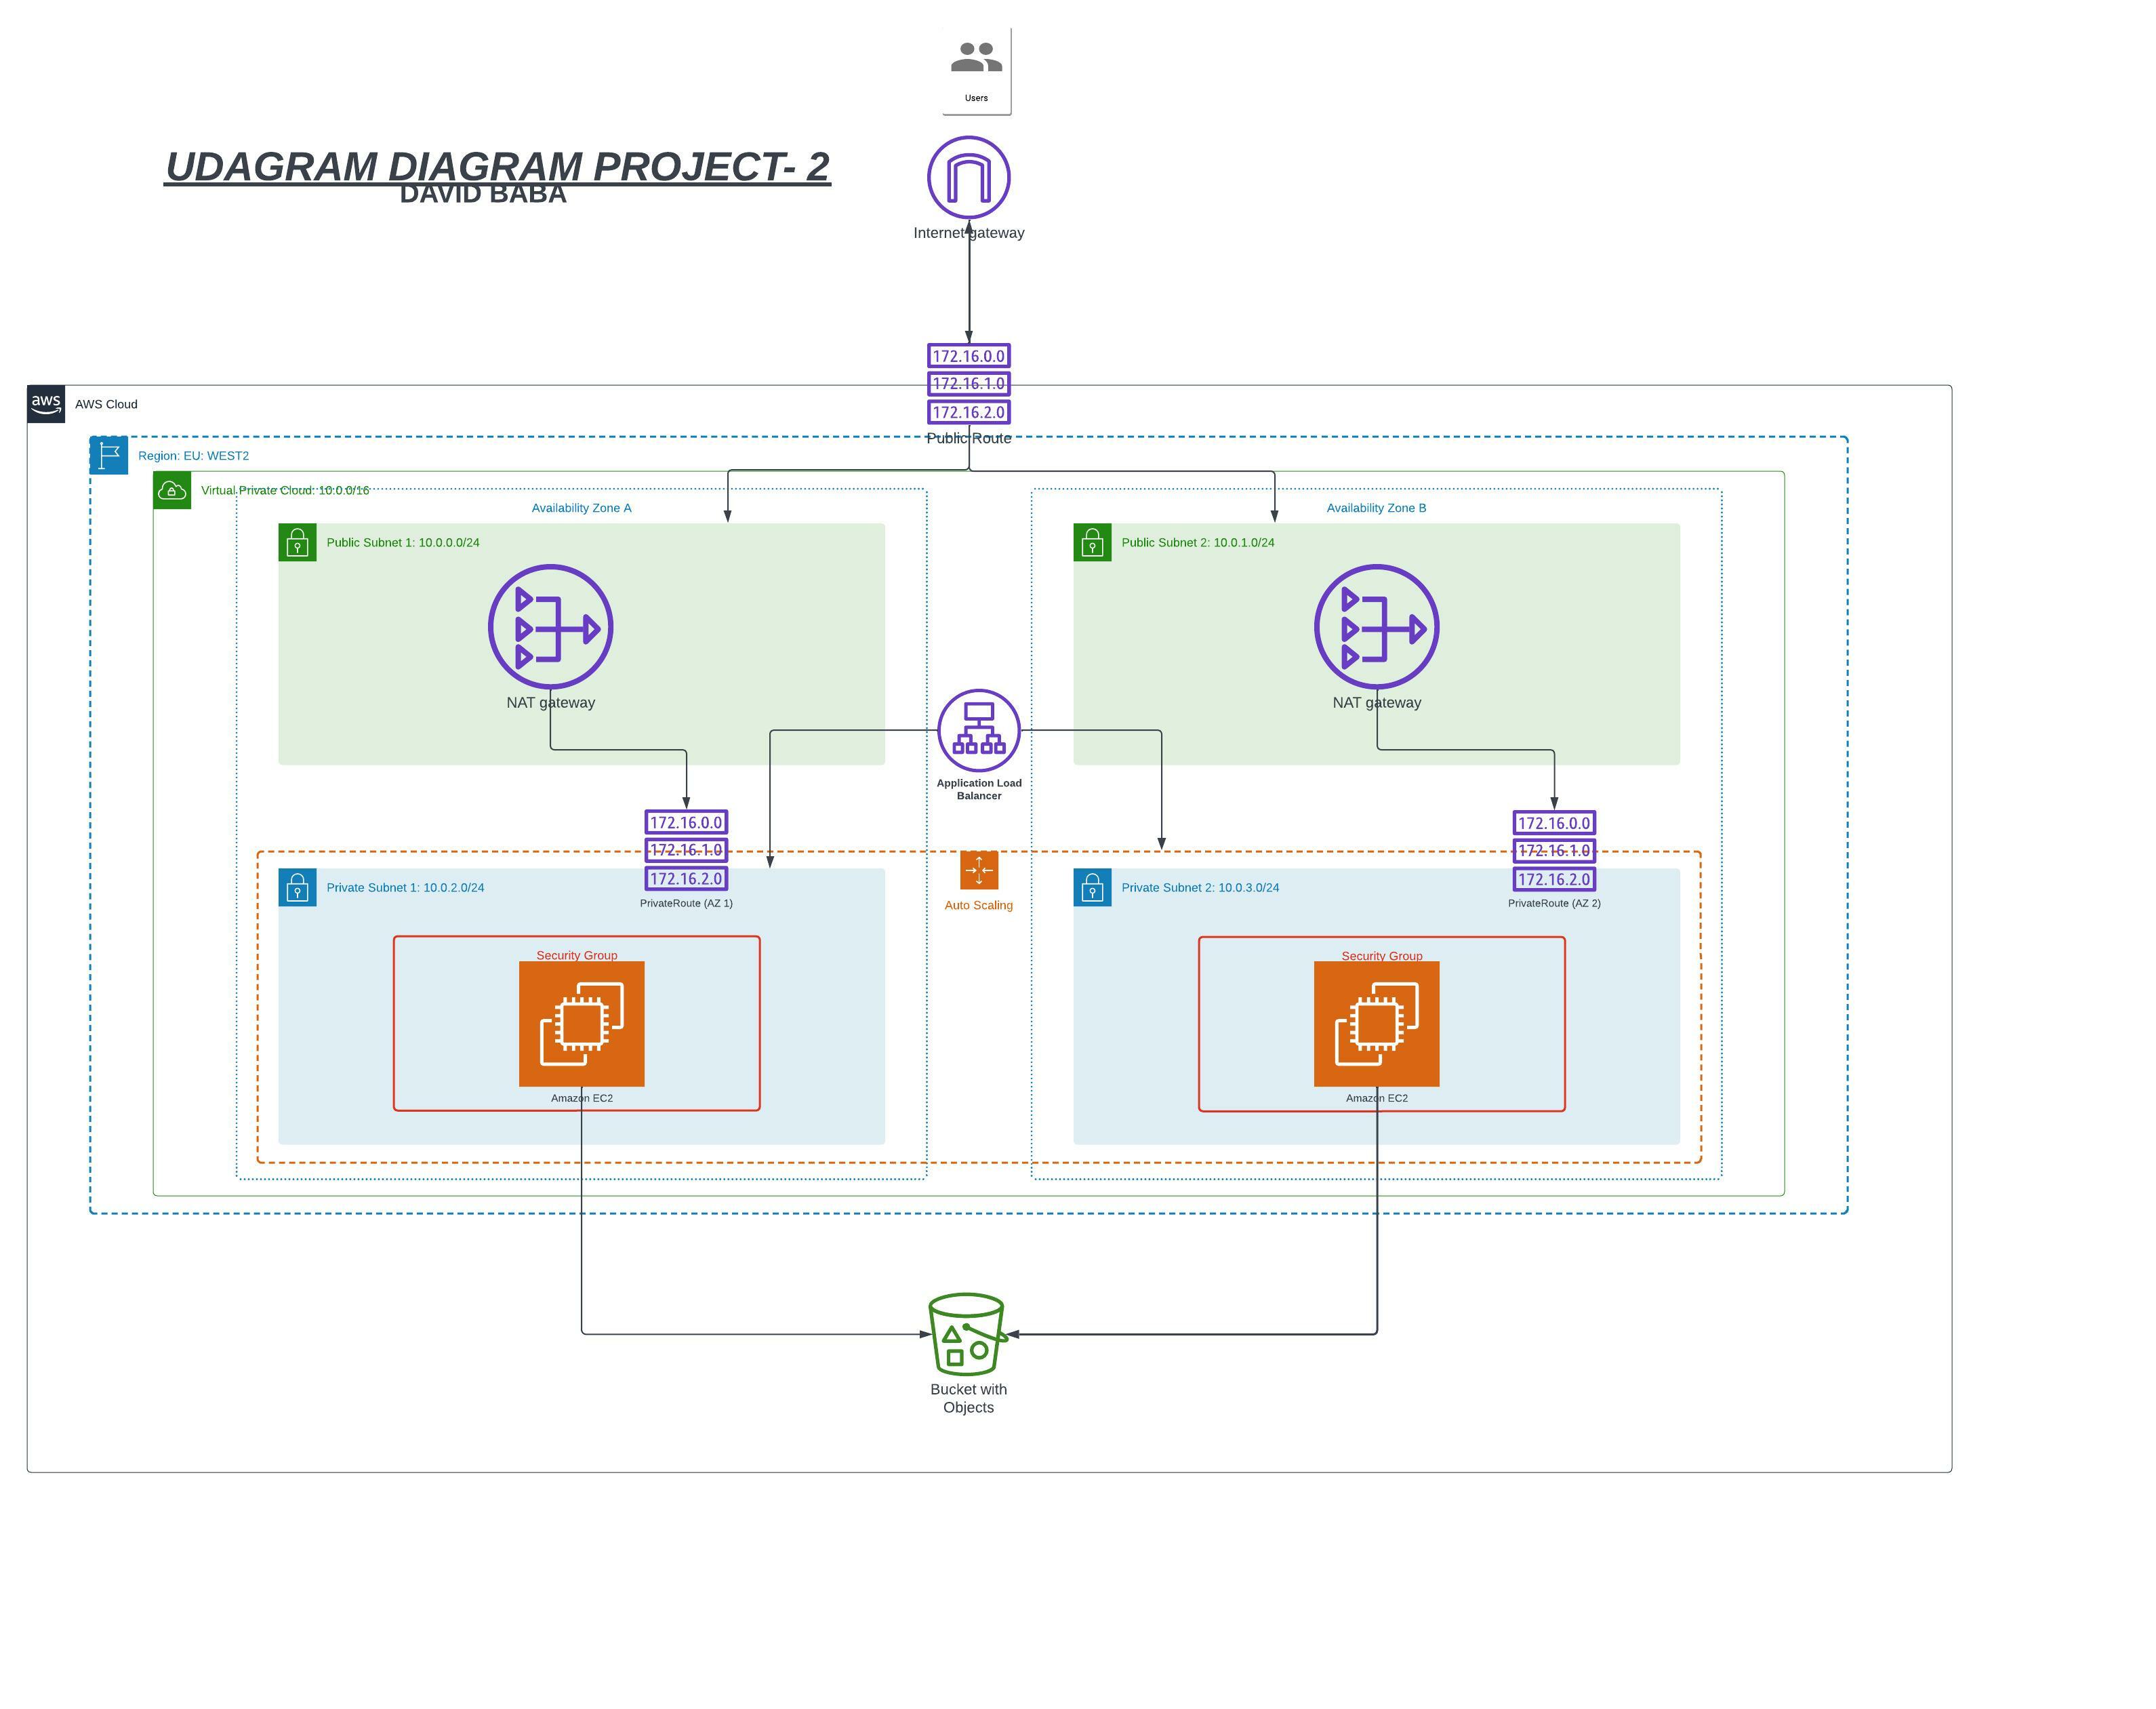 Users
UDAGRAM DIAGRAM PROJECT- 2
DAVID BABA
Internet gateway
172.16.0.0
172.16.1.0
172.16.2.0
Public Route
aws
AWS Cloud
Region: EU: WEST2
Virtual Private Cloud: 10.0.0/16
Availability Zone A
Availability Zone B
Public Subnet 1: 10.0.0.0/24
Public Subnet 2: 10.0.1.0/24
NAT gateway
NAT gateway
Application Load
Balancer
172.16.0.0
172.16.1.0
172.16.2.0
PrivateRoute (AZ 1)
172.16.0.0
172.16.1.0
172.16.2.0
PrivateRoute (AZ 2)
Auto Scaling
Private Subnet 1: 10.0.2.0/24
Private Subnet 2: 10.0.3.0/24
Security Group
Security Group
Amazon EC2
Amazon EC2
Bucket with
Objects